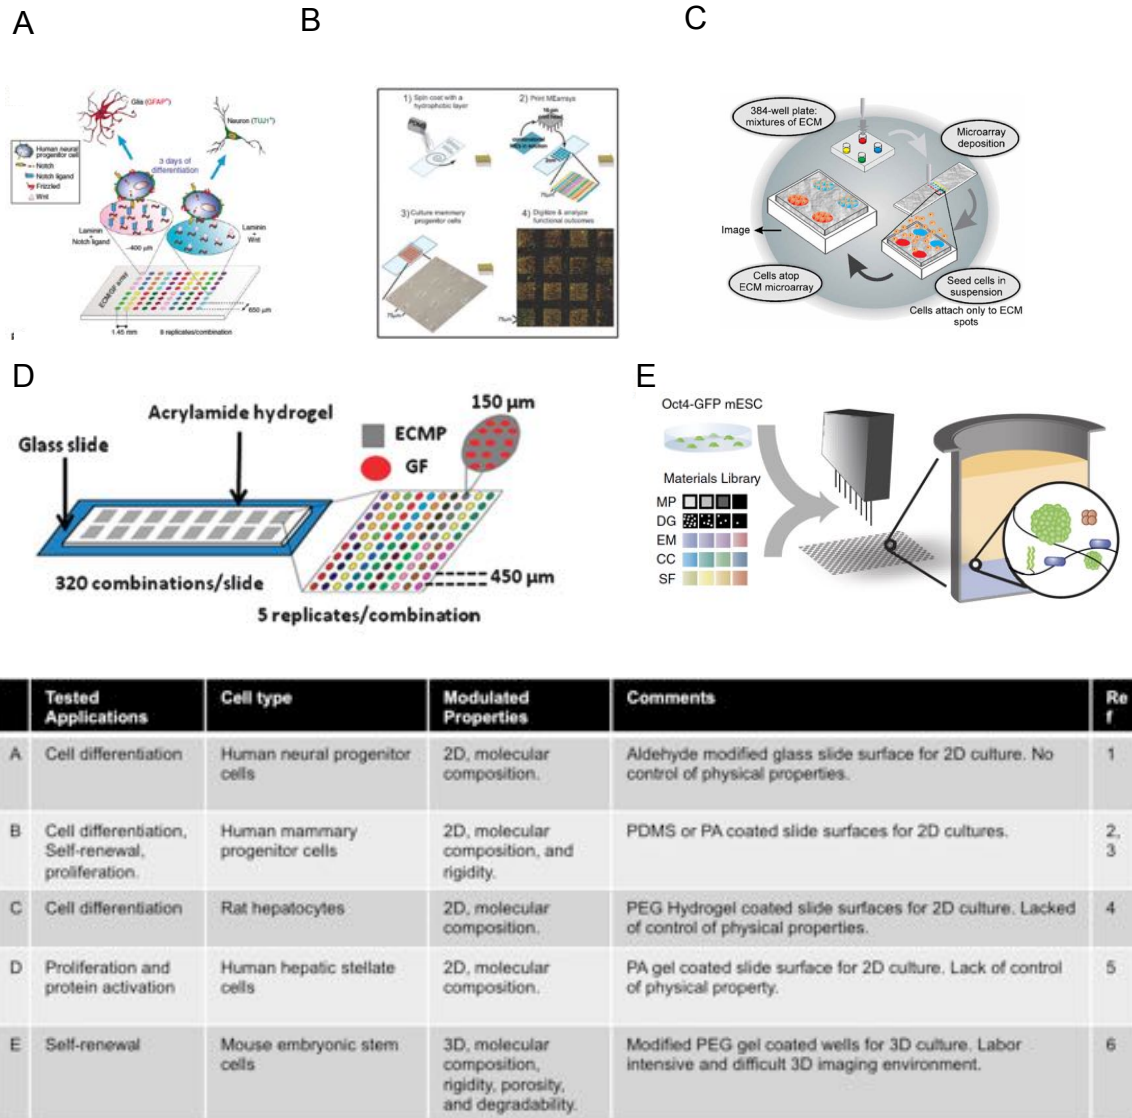 A
B
C
Glia (GFAP⁺)
Neuron (TUJ1⁺)
Human neural
progenitor cell
Notch
Notch ligand
Frizzled
Wnt
3 days of
differentiation
Laminin
+
Notch ligand
~400 µm
Laminin
+
Wnt
ECM/GF array
650 µm
1.45 mm
9 replicates/combination
1) Spin coat with a
hydrophobic layer
PDMS
2) Print MEarrays
3) Culture mammary
progenitor cells
4) Digitize & analyze
functional outcomes
384-well plate:
mixtures of ECM
Microarray
deposition
Image
Cells atop
ECM microarray
Seed cells in
suspension
Cells attach only to ECM
spots
D
E
Glass slide
Acrylamide hydrogel
150 µm
ECMP
GF
320 combinations/slide
450 µm
5 replicates/combination
Oct4-GFP mESC
Materials Library
MP
DG
EM
CC
SF
Tested
Applications
Cell type
Modulated
Properties
Comments
Re
f
A
Cell differentiation
Human neural progenitor
cells
2D, molecular
composition.
Aldehyde modified glass slide surface for 2D culture. No
control of physical properties.
1
B
Cell differentiation,
Self-renewal,
proliferation.
Human mammary
progenitor cells
2D, molecular
composition, and
rigidity.
PDMS or PA coated slide surfaces for 2D cultures.
2,
3
C
Cell differentiation
Rat hepatocytes
2D, molecular
composition.
PEG Hydrogel coated slide surfaces for 2D culture. Lacked
of control of physical properties.
4
D
Proliferation and
protein activation
Human hepatic stellate
cells
2D, molecular
composition.
PA gel coated slide surface for 2D culture. Lack of control
of physical property.
5
E
Self-renewal
Mouse embryonic stem
cells
3D, molecular
composition,
rigidity, porosity,
and degradability.
Modified PEG gel coated wells for 3D culture. Labor
intensive and difficult 3D imaging environment.
6